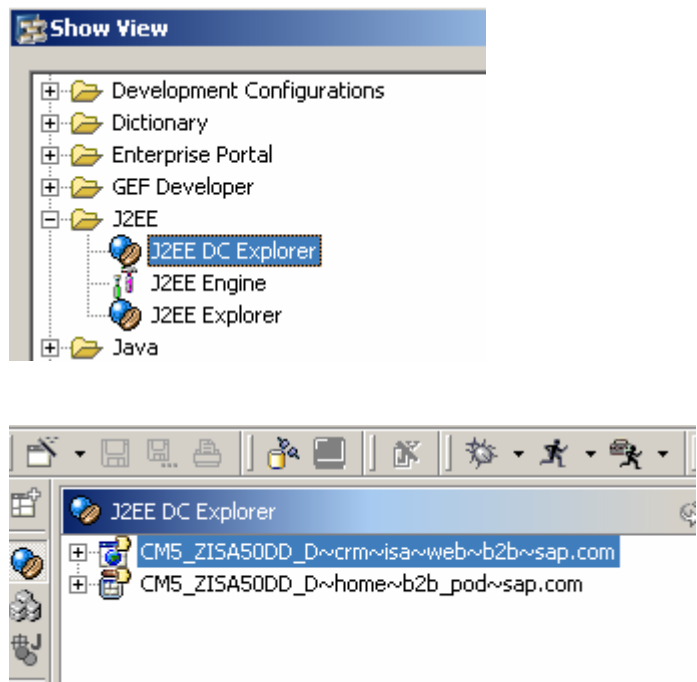 Show View
Development Configurations
Dictionary
Enterprise Portal
GEF Developer
J2EE
J2EE DC Explorer
J2EE Engine
J2EE Explorer
Java
J2EE DC Explorer
CM5_ZISA50DD_D~crm~isa~web~b2b~sap.com
CM5_ZISA50DD_D~home~b2b_pod~sap.com